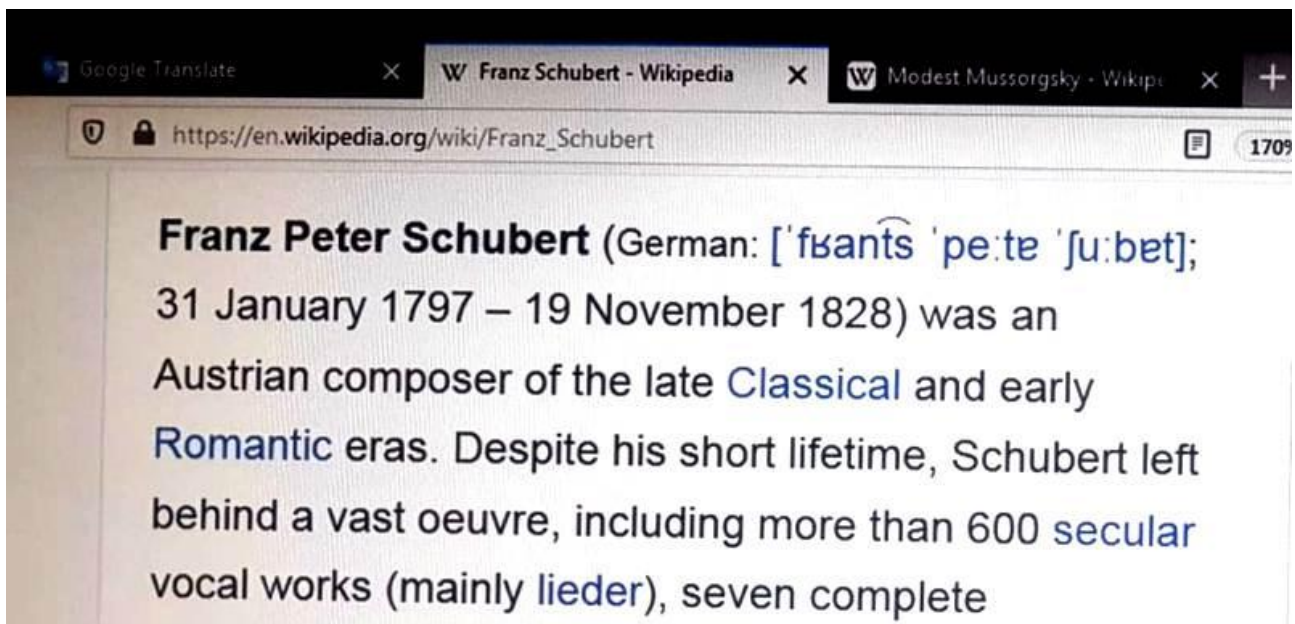 Google Translate
Franz Schubert - Wikipedia
Modest Mussorgsky - Wikipe
https://en.wikipedia.org/wiki/Franz_Schubert
170%
Franz Peter Schubert (German: [ˈfʁant͡s ˈpeːtɐ ˈʃuːbɐt];
31 January 1797 – 19 November 1828) was an
Austrian composer of the late Classical and early
Romantic eras. Despite his short lifetime, Schubert left
behind a vast oeuvre, including more than 600 secular
vocal works (mainly lieder), seven complete